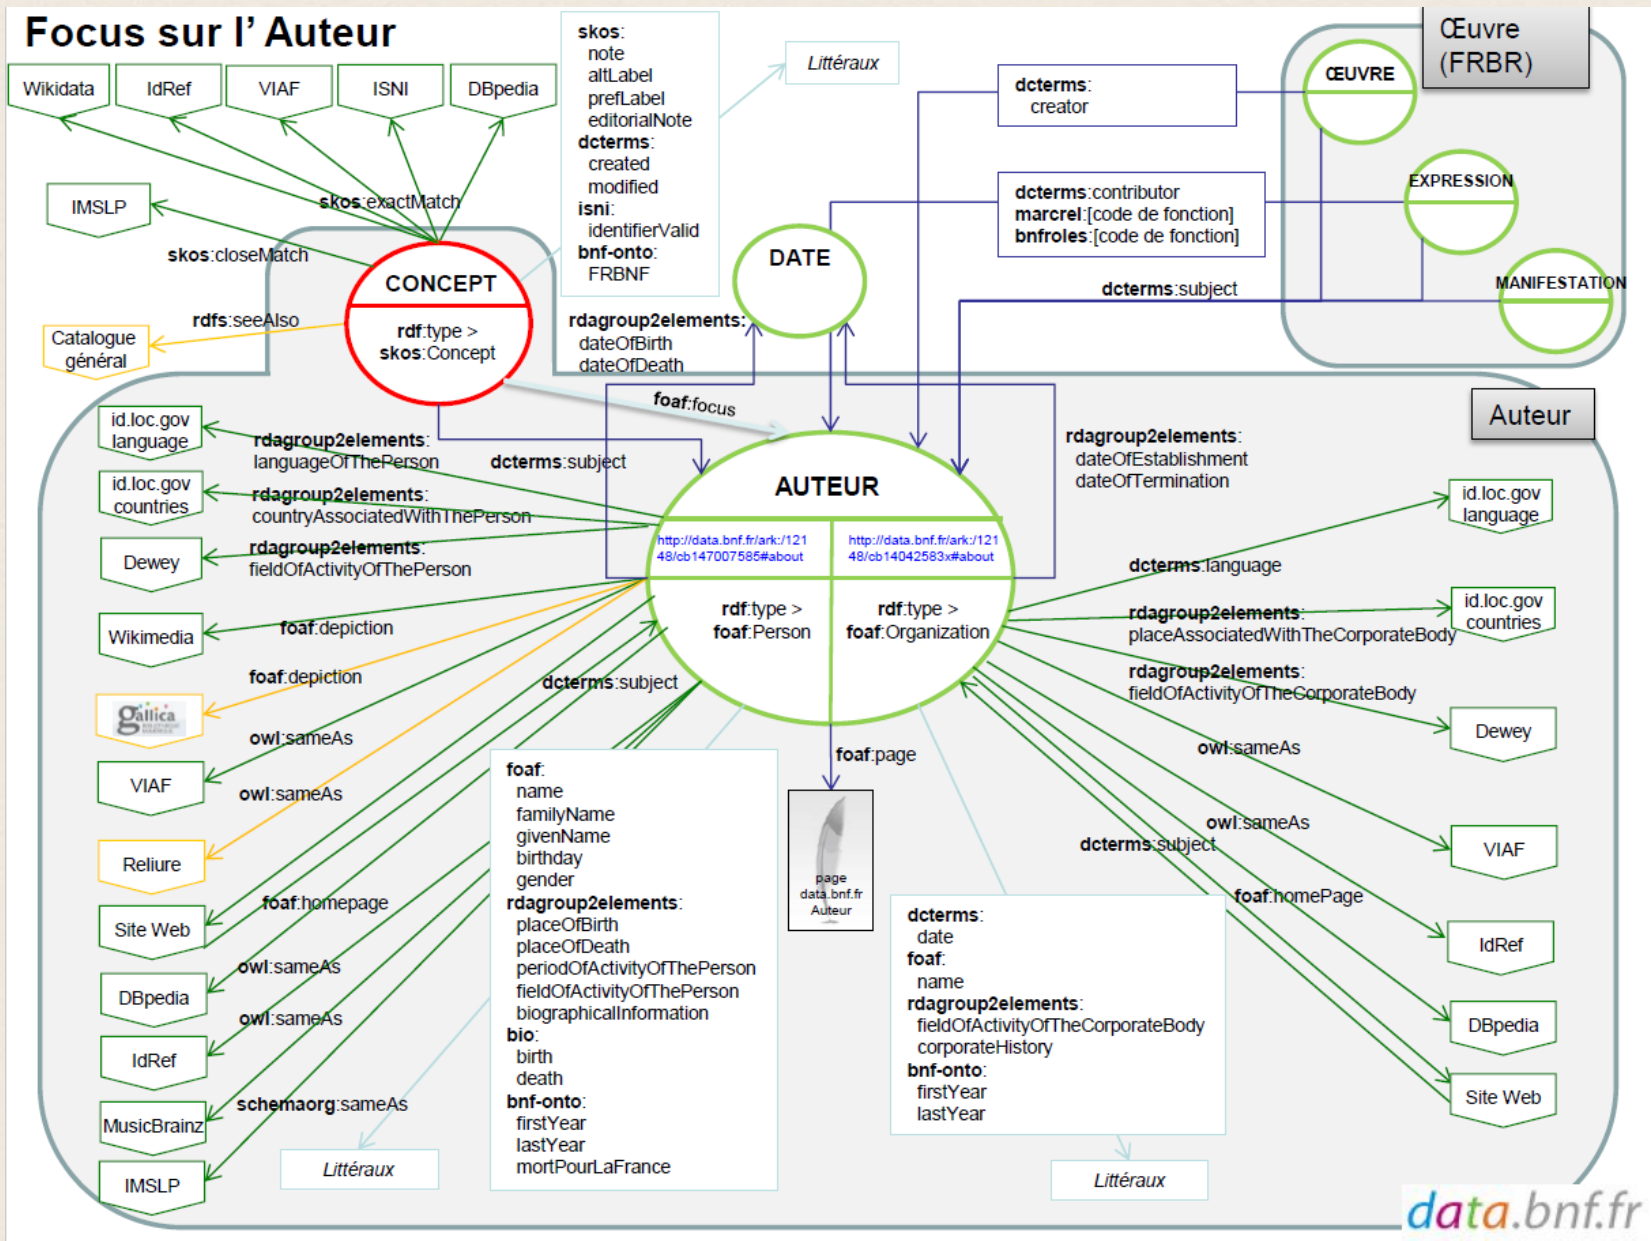 Focus sur l’ Auteur
Wikidata
IdRef
VIAF
ISNI
DBpedia
IMSLP
skos:exactMatch
skos:closeMatch
rdfs:seeAlso
Catalogue
général
CONCEPT
rdf:type >
skos:Concept
skos:
note
altLabel
prefLabel
editorialNote
dcterms:
created
modified
isni:
identifierValid
bnf-onto:
FRBNF
Littéraux
DATE
rdagroup2elements:
dateOfBirth
dateOfDeath
foaf:focus
dcterms:
creator
dcterms:contributor
marcrel:[code de fonction]
bnfroles:[code de fonction]
dcterms:subject
Œuvre
(FRBR)
ŒUVRE
EXPRESSION
MANIFESTATION
Auteur
id.loc.gov
language
rdagroup2elements:
languageOfThePerson
dcterms:subject
id.loc.gov
countries
rdagroup2elements:
countryAssociatedWithThePerson
Dewey
rdagroup2elements:
fieldOfActivityOfThePerson
Wikimedia
foaf:depiction
gallica
foaf:depiction
dcterms:subject
VIAF
owl:sameAs
Reliure
owl:sameAs
Site Web
foaf:homepage
DBpedia
owl:sameAs
IdRef
owl:sameAs
MusicBrainz
schemaorg:sameAs
IMSLP
Littéraux
AUTEUR
http://data.bnf.fr/ark:/121
48/cb147007585#about
http://data.bnf.fr/ark:/121
48/cb14042583x#about
rdf:type >
foaf:Person
rdf:type >
foaf:Organization
foaf:page
page
data.bnf.fr
Auteur
foaf:
name
familyName
givenName
birthday
gender
rdagroup2elements:
placeOfBirth
placeOfDeath
periodOfActivityOfThePerson
fieldOfActivityOfThePerson
biographicalInformation
bio:
birth
death
bnf-onto:
firstYear
lastYear
mortPourLaFrance
rdagroup2elements:
dateOfEstablishment
dateOfTermination
id.loc.gov
language
dcterms:language
id.loc.gov
countries
rdagroup2elements:
placeAssociatedWithTheCorporateBody
rdagroup2elements:
fieldOfActivityOfTheCorporateBody
Dewey
owl:sameAs
VIAF
owl:sameAs
dcterms:subject
foaf:homePage
IdRef
DBpedia
Site Web
dcterms:
date
foaf:
name
rdagroup2elements:
fieldOfActivityOfTheCorporateBody
corporateHistory
bnf-onto:
firstYear
lastYear
Littéraux
data.bnf.fr